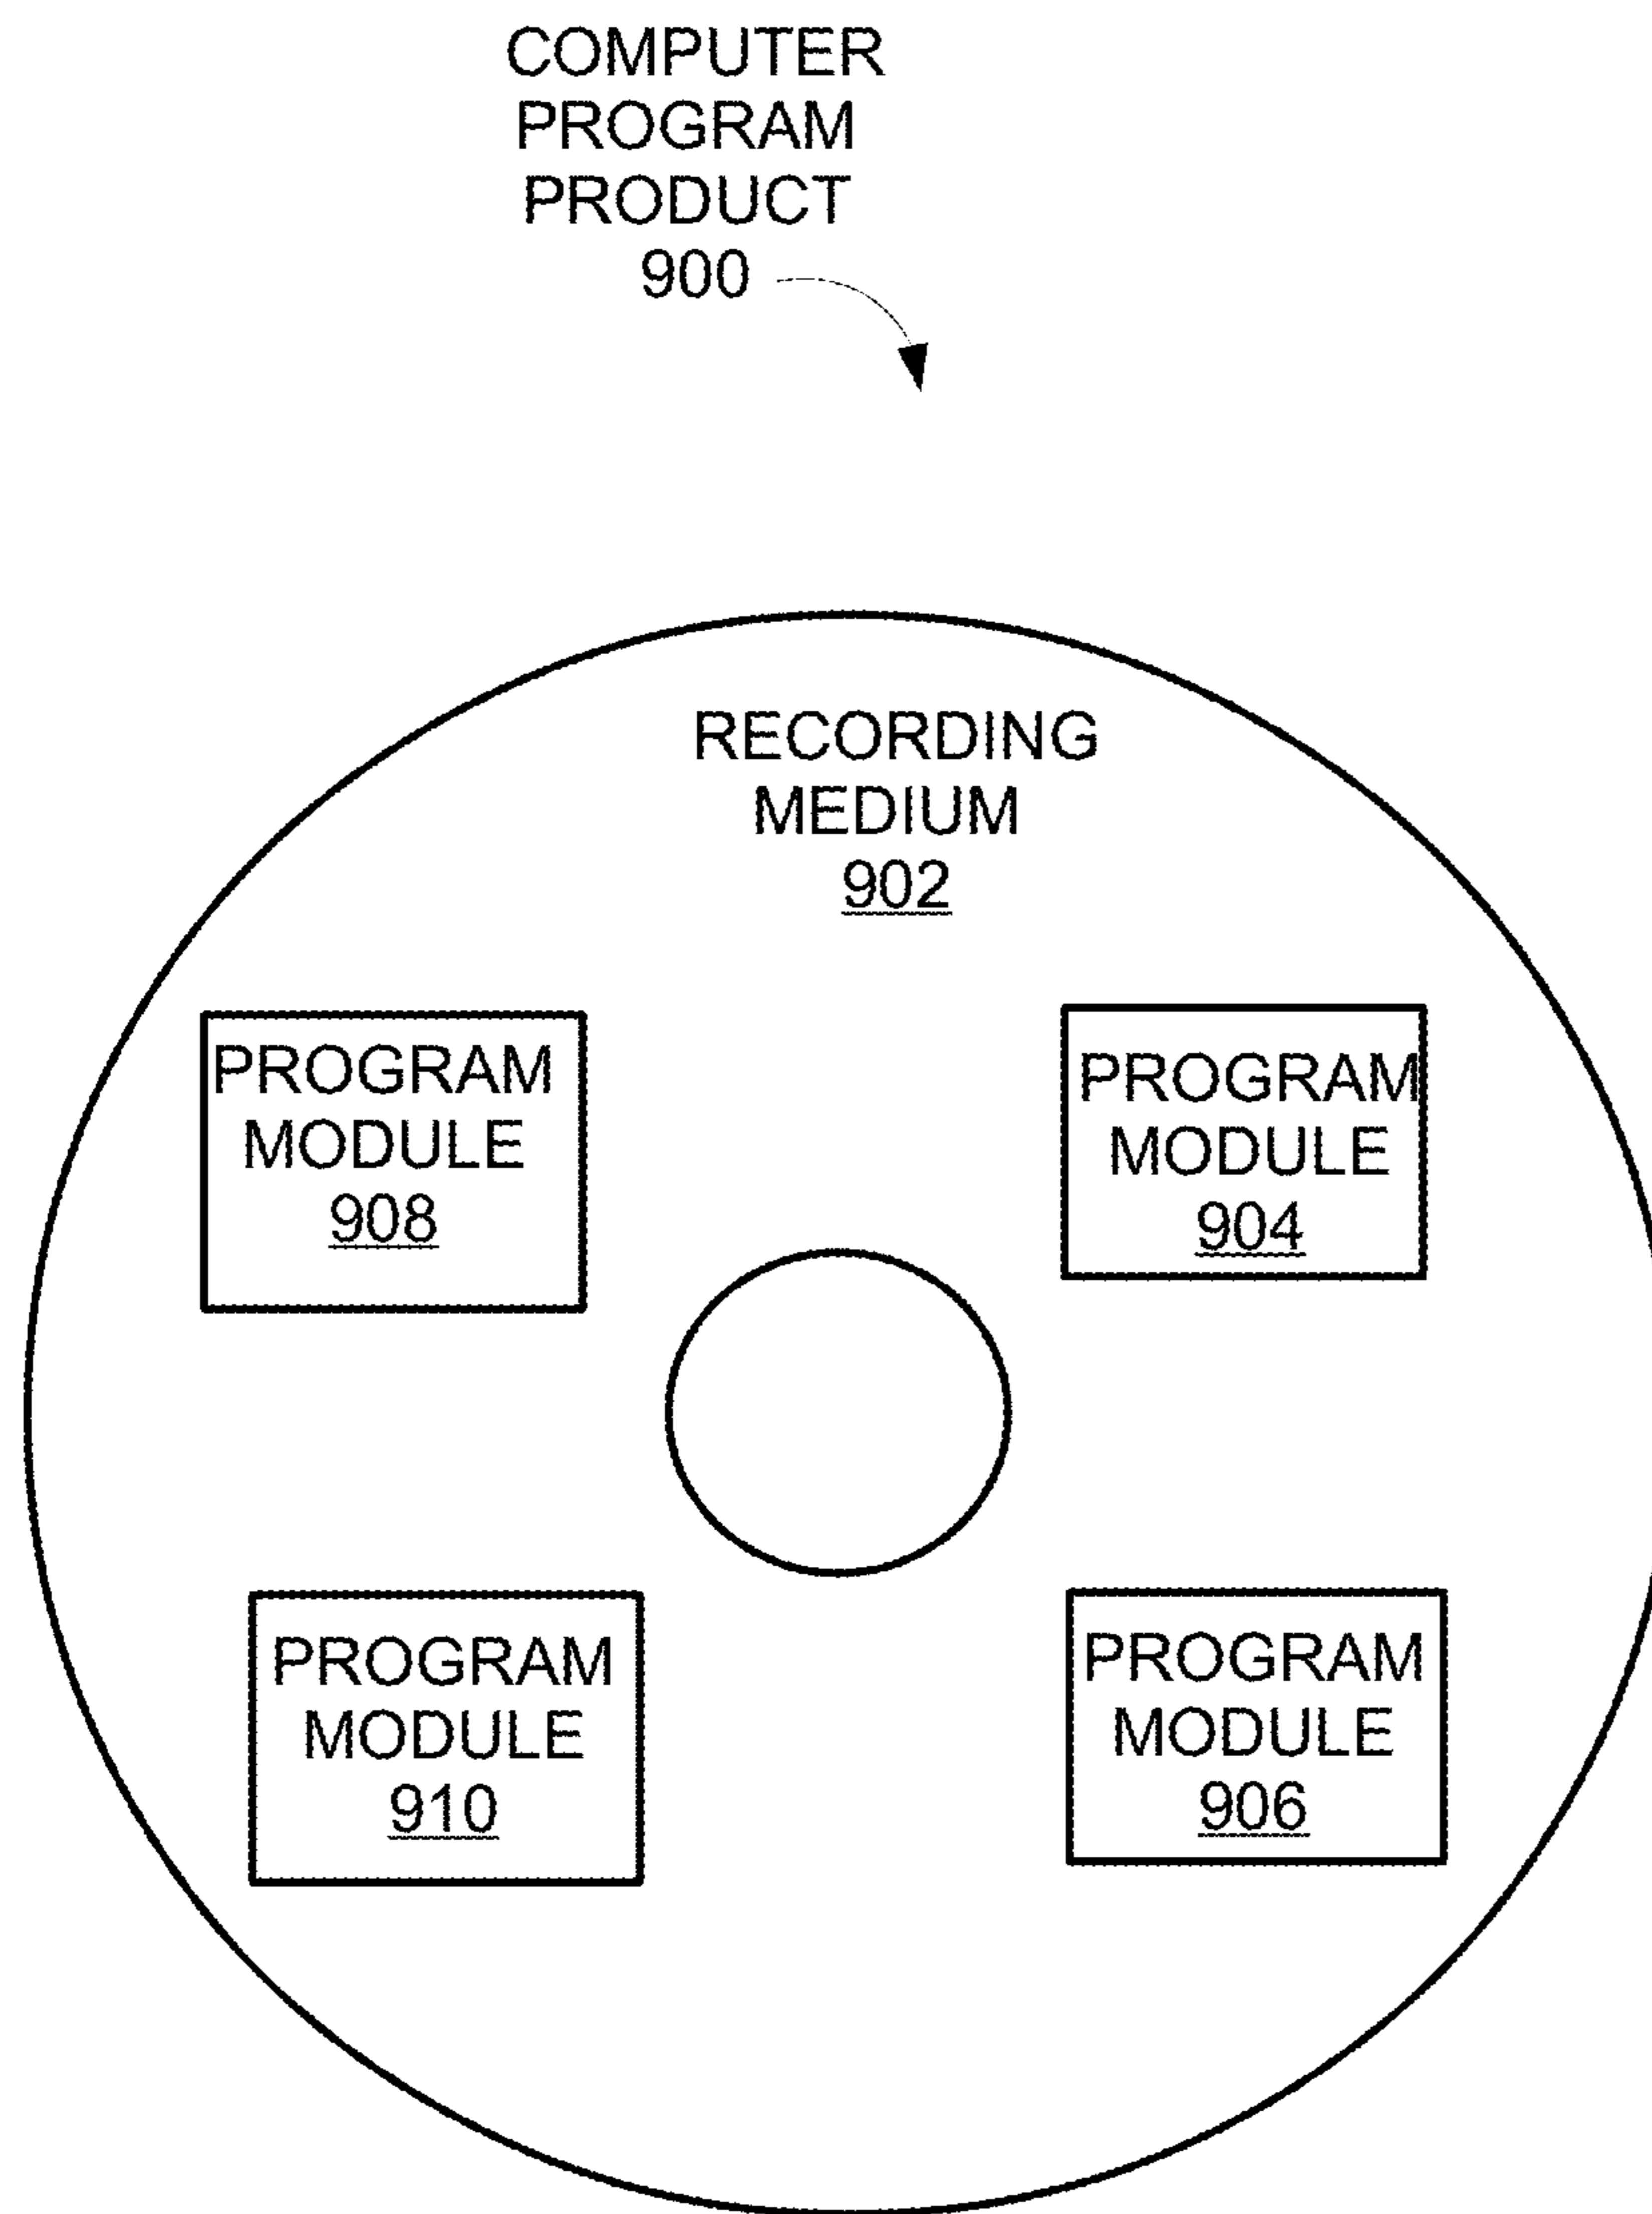 COMPUTER
PROGRAM
PRODUCT
900
RECORDING
MEDIUM
902
PROGRAM
MODULE
908
PROGRAM
MODULE
904
PROGRAM
MODULE
910
PROGRAM
MODULE
906